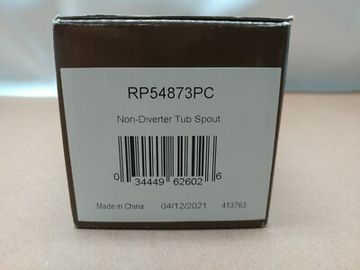 RP54873PC
Non-Diverter Tub Spout
0 34449 62602 6
Made in China 04/12/2021 413763